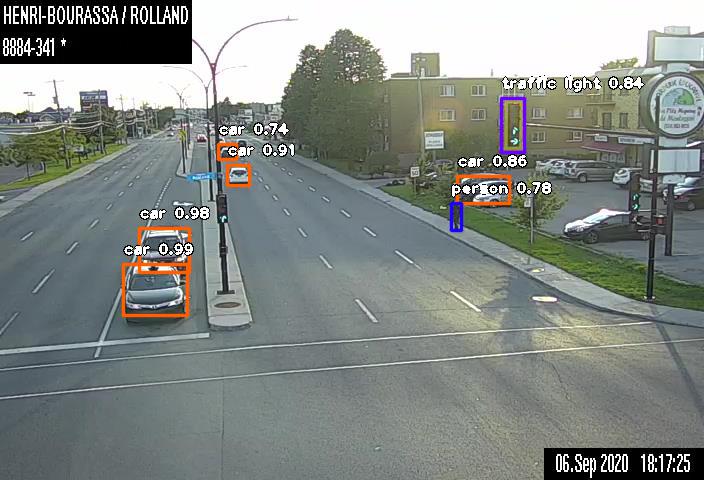 HENRI-BOURASSA / ROLLAND
8884-341 *
traffic light 0.84
car 0.74
car 0.91
car 0.86
person 0.78
car 0.98
car 0.99
06.Sep 2020 18:17:25